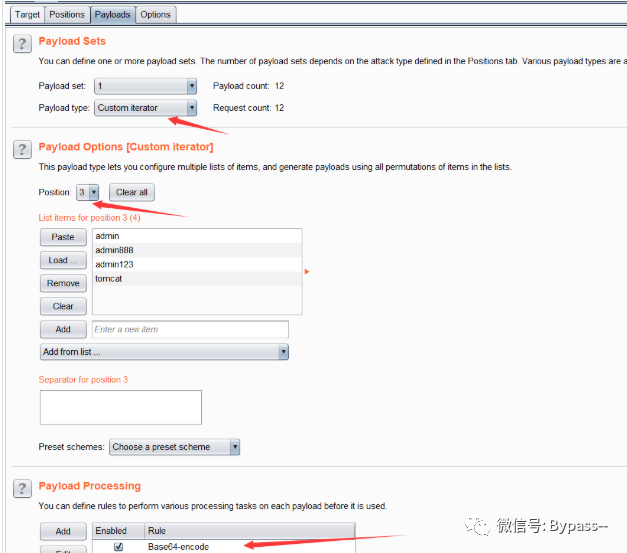 Target Positions Payloads Options
? Payload Sets
You can define one or more payload sets. The number of payload sets depends on the attack type defined in the Positions tab. Various payload types are a
Payload set: 1 Payload count: 12
Payload type: Custom iterator Request count: 12
? Payload Options [Custom iterator]
This payload type lets you configure multiple lists of items, and generate payloads using all permutations of items in the lists.
Position: 3 Clear all
List items for position 3 (4)
Paste admin
admin888
Load ... admin123
Remove tomcat
Clear
Add Enter a new item
Add from list ...
Separator for position 3
Preset schemes: Choose a preset scheme
? Payload Processing
You can define rules to perform various processing tasks on each payload before it is used.
Add Enabled Rule
Edit Base64-encode
微信号: Bypass--